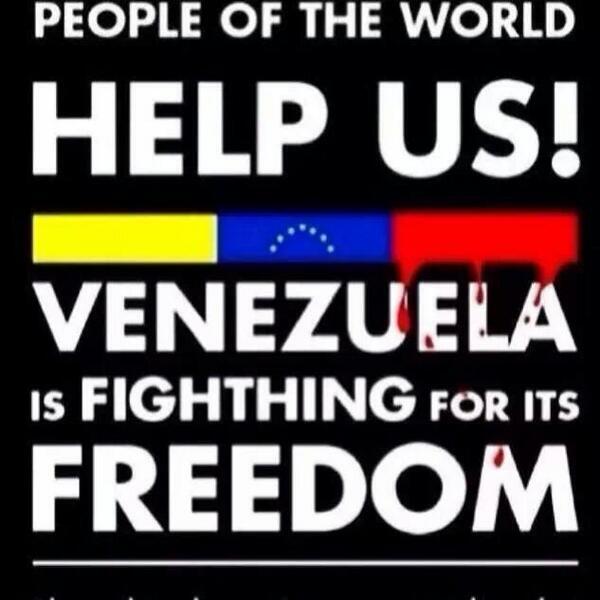 PEOPLE OF THE WORLD
HELP US!
VENEZUELA
IS FIGHTHING FOR ITS
FREEDOM